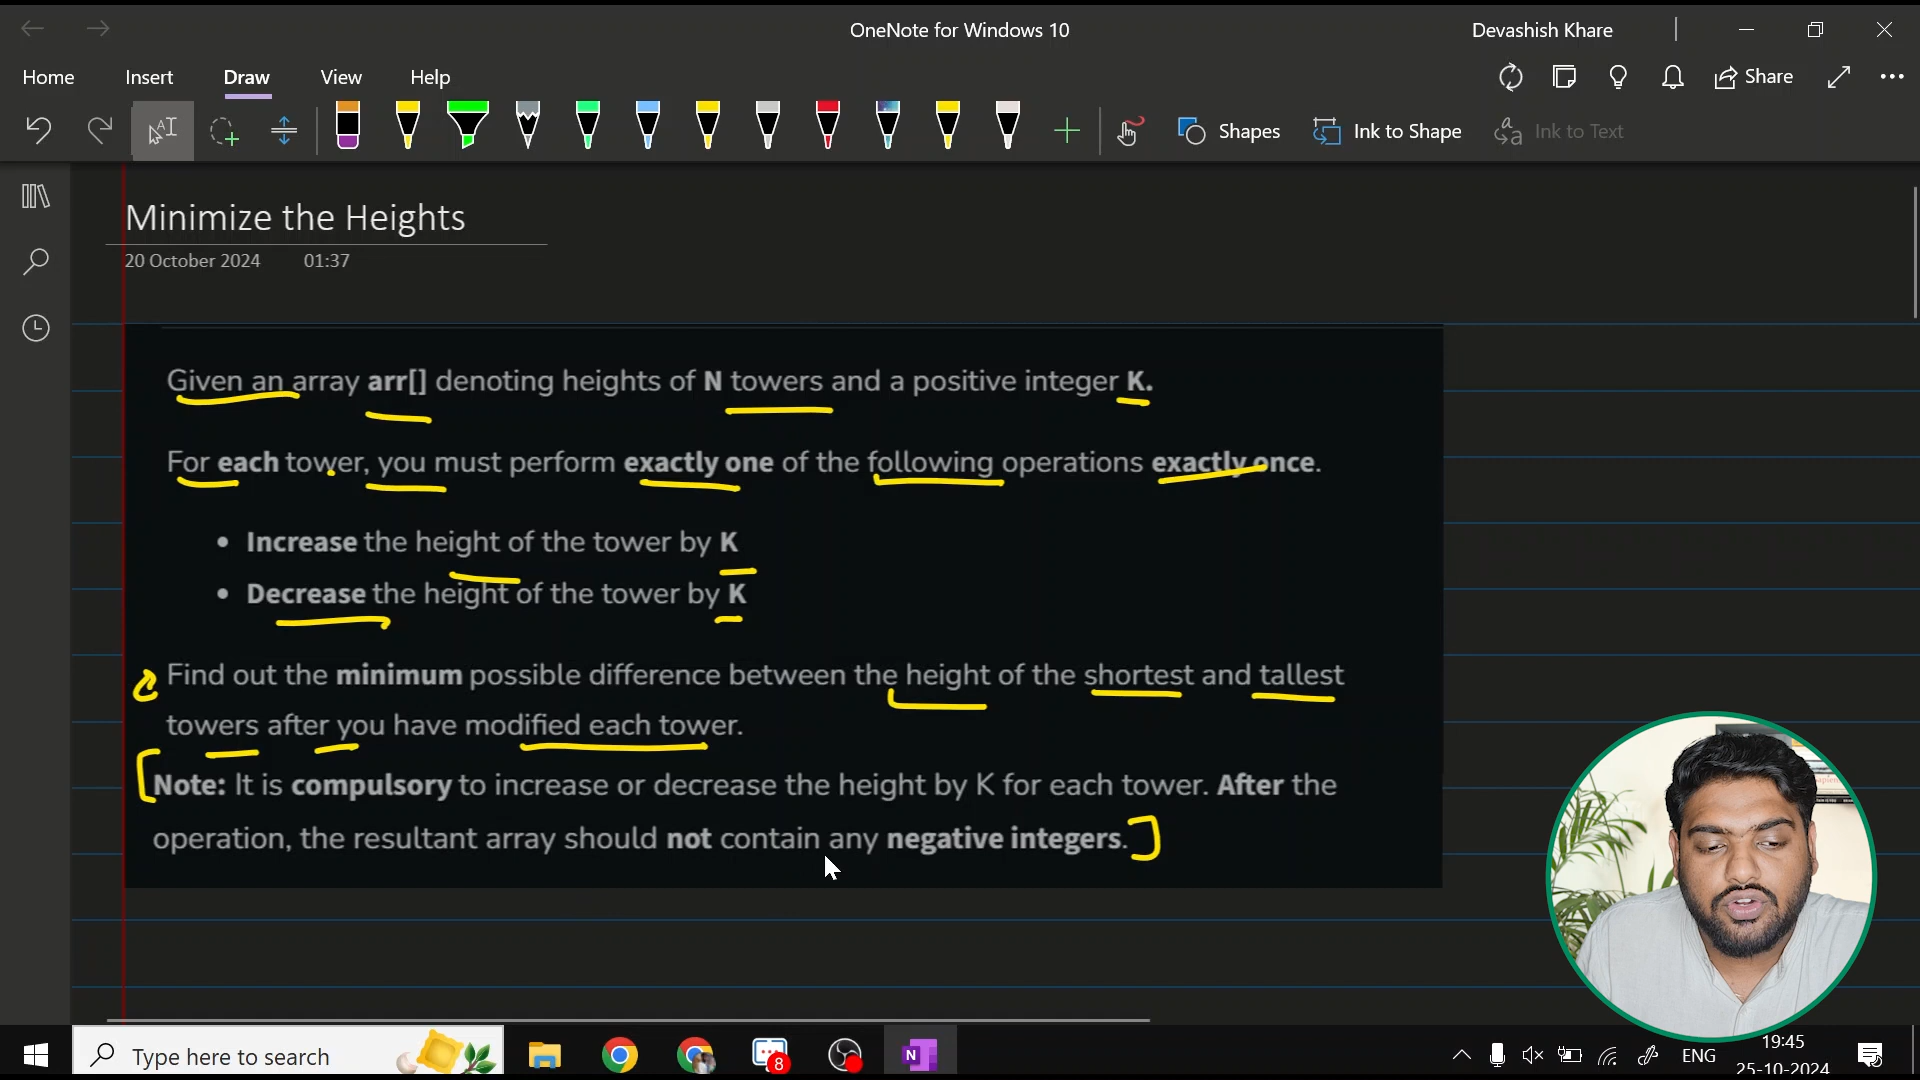 OneNote for Windows 10
Devashish Khare
Home Insert Draw View Help
Share
Shapes Ink to Shape Ink to Text
Minimize the Heights
20 October 2024 01:37
Given an array arr[] denoting heights of N towers and a positive integer K.
For each tower, you must perform exactly one of the following operations exactly once.
• Increase the height of the tower by K
• Decrease the height of the tower by K
Find out the minimum possible difference between the height of the shortest and tallest
towers after you have modified each tower.
Note: It is compulsory to increase or decrease the height by K for each tower. After the
operation, the resultant array should not contain any negative integers.
Type here to search
8
N
ENG
19:45
25-10-2024